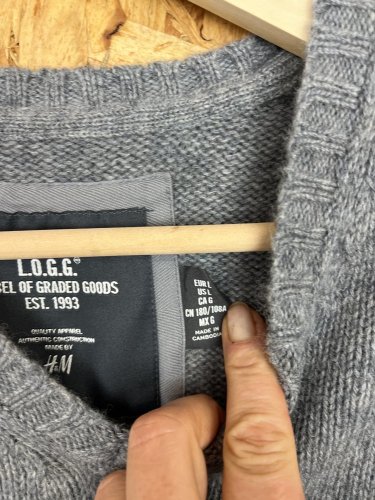 L.O.G.G.
EL OF GRADED GOODS
EST. 1993
QUALITY APPAREL
AUTHENTIC CONSTRUCTION
MADE BY
H&M
EUR L
US L
CA G
CN 180/108A
MX G
MADE IN
CAMBODIA